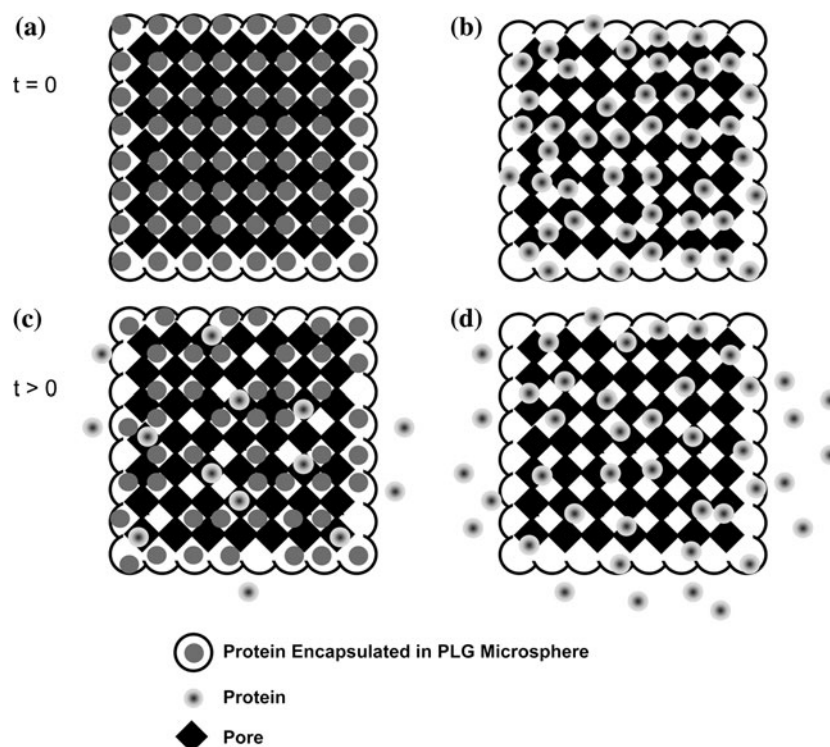 (a)
(b)
t = 0
(c)
(d)
t > 0
Protein Encapsulated in PLG Microsphere
Protein
Pore